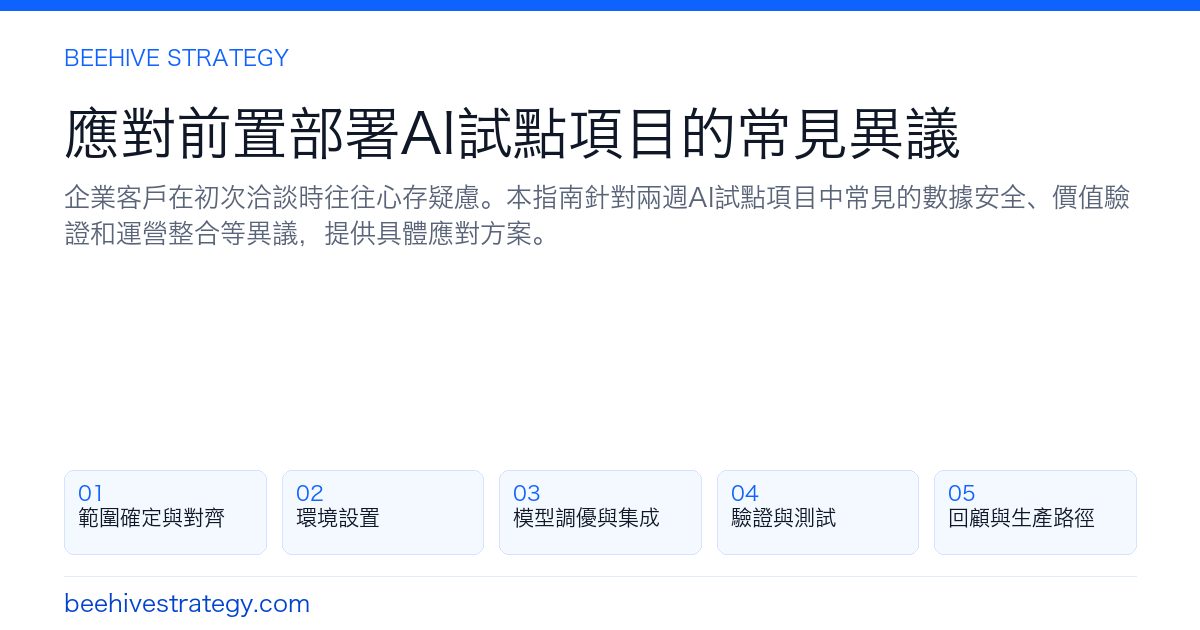 BEEHIVE STRATEGY
應對前置部署AI試點項目的常見異議
企業客戶在初次洽談時往往心存疑慮。本指南針對兩週AI試點項目中常見的數據安全、價值驗
證和運營整合等異議，提供具體應對方案。
01
範圍確定與對齊
02
環境設置
03
模型調優與集成
04
驗證與測試
05
回顧與生產路徑
beehivestrategy.com